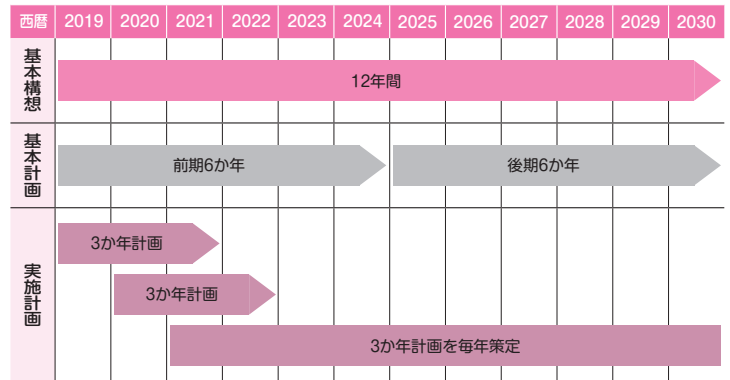 西暦 2019 2020 2021 2022 2023 2024 2025 2026 2027 2028 2029 2030
基本構想
12年間
基本計画
前期6か年 後期6か年
実施計画
3か年計画
3か年計画
3か年計画を毎年策定